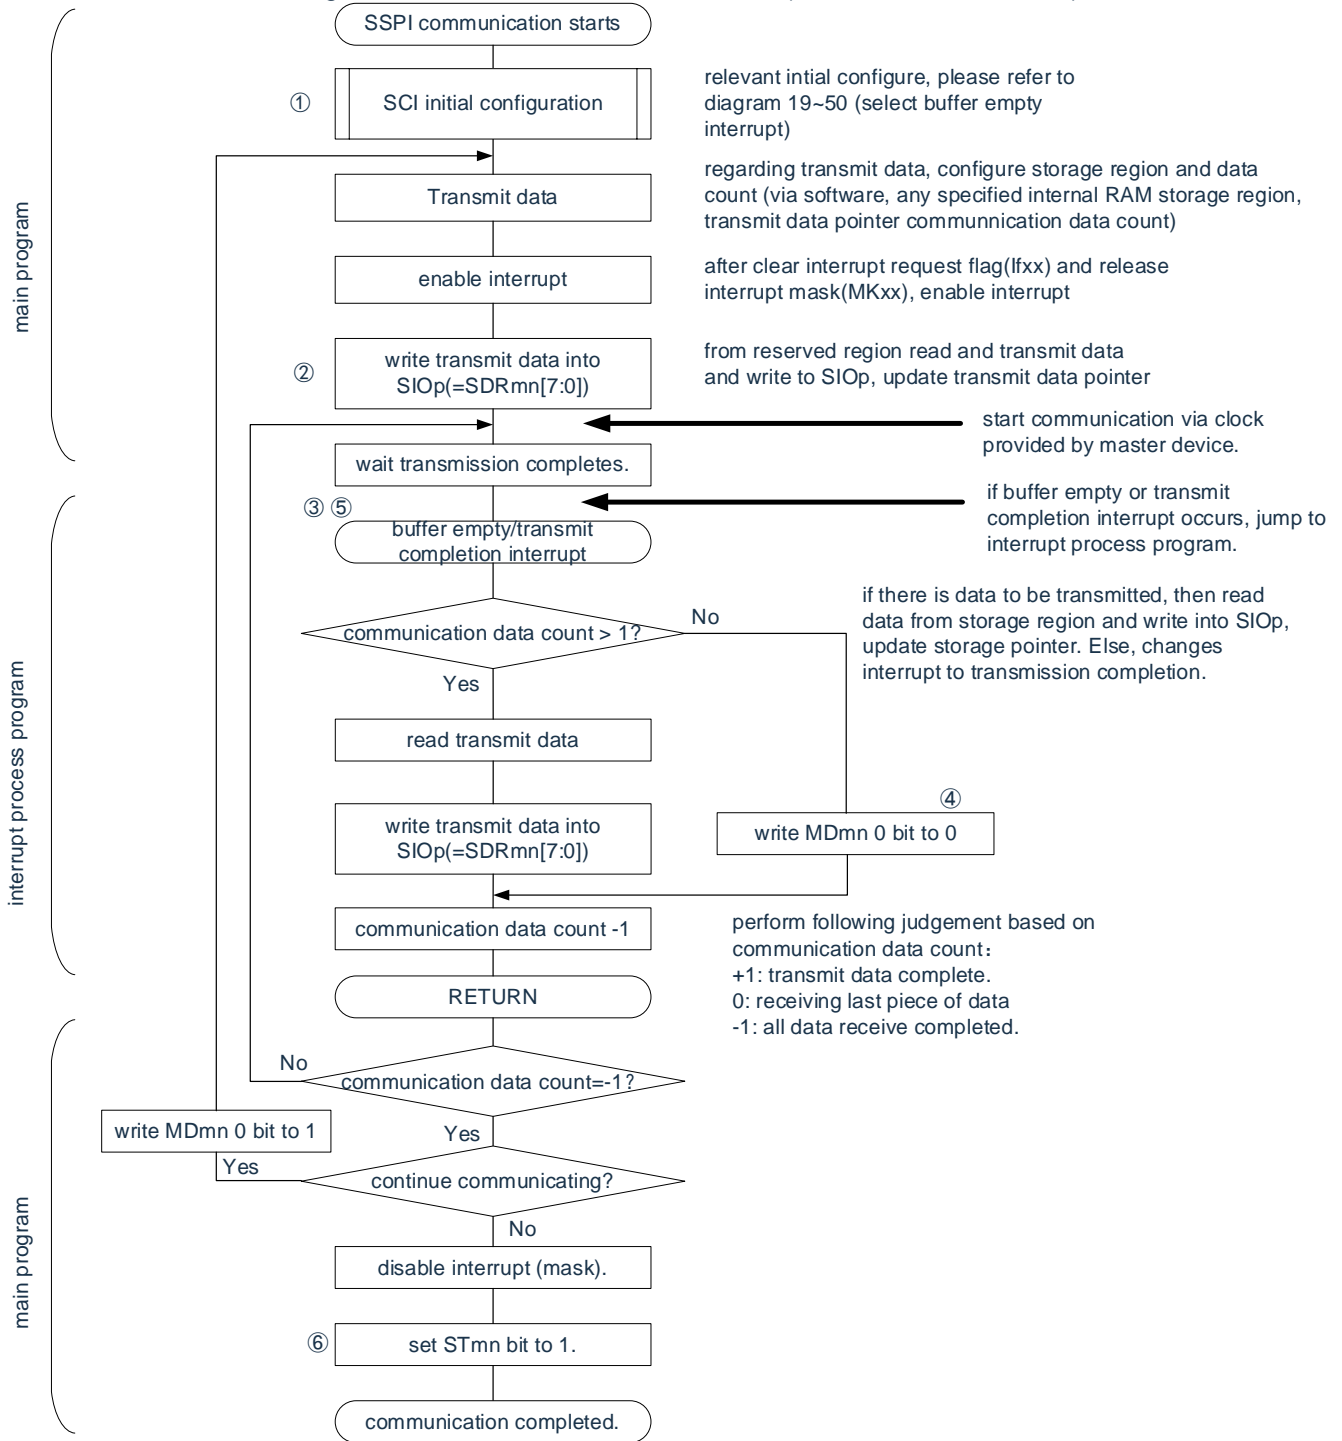 SSPI communication starts
①
SCI initial configuration
relevant intial configure, please refer to
diagram 19~50 (select buffer empty
interrupt)
Transmit data
regarding transmit data, configure storage region and data
count (via software, any specified internal RAM storage region,
transmit data pointer communnication data count)
main program
enable interrupt
after clear interrupt request flag(Ifxx) and release
interrupt mask(MKxx), enable interrupt
②
write transmit data into
SIOp(=SDRmn[7:0])
from reserved region read and transmit data
and write to SIOp, update transmit data pointer
start communication via clock
provided by master device.
wait transmission completes.
③ ⑤
if buffer empty or transmit
completion interrupt occurs, jump to
interrupt process program.
buffer empty/transmit
completion interrupt
communication data count > 1?
No
Yes
if there is data to be transmitted, then read
data from storage region and write into SIOp,
update storage pointer. Else, changes
interrupt to transmission completion.
interrupt process program
read transmit data
write transmit data into
SIOp(=SDRmn[7:0])
④
write MDmn 0 bit to 0
communication data count -1
perform following judgement based on
communication data count：
+1: transmit data complete.
0: receiving last piece of data
-1: all data receive completed.
RETURN
No
communication data count=-1?
Yes
write MDmn 0 bit to 1
Yes
continue communicating?
No
main program
disable interrupt (mask).
⑥
set STmn bit to 1.
communication completed.